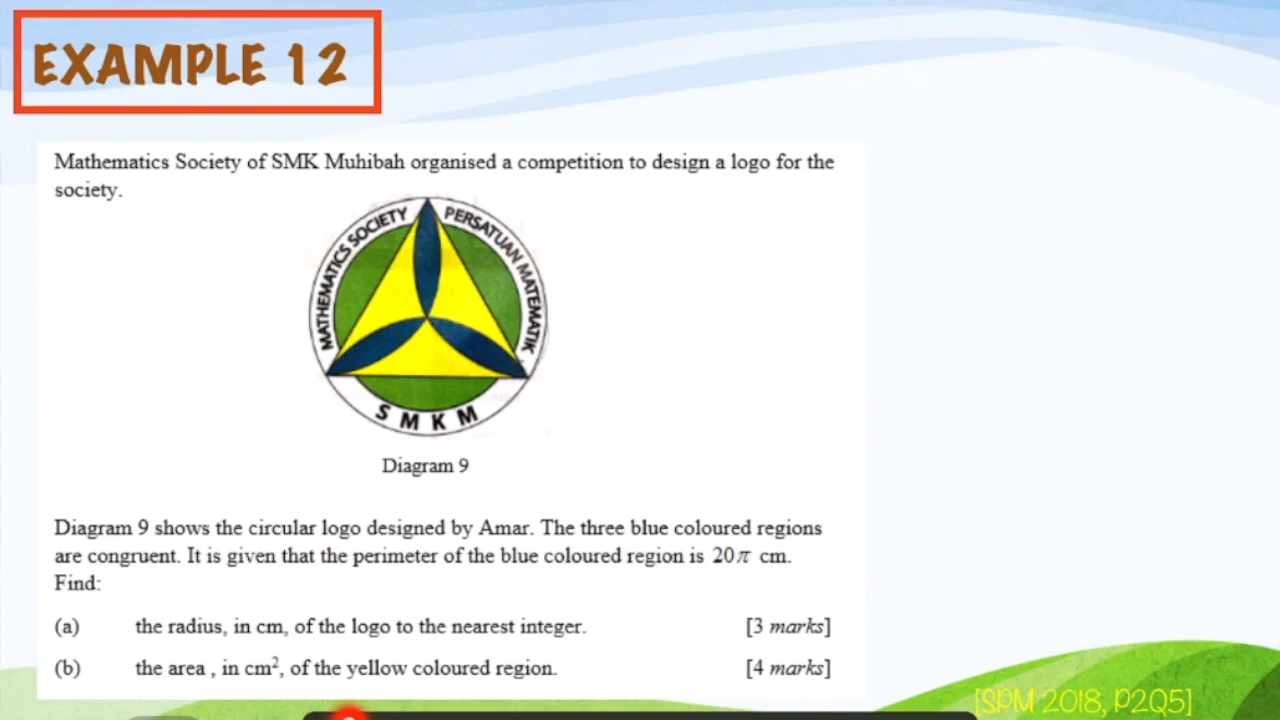 EXAMPLE 12
Mathematics Society of SMK Muhibah organised a competition to design a logo for the
society.
MATHEMATICS SOCIETY
PERSATUAN MATEMATIK
SMKM
Diagram 9
Diagram 9 shows the circular logo designed by Amar. The three blue coloured regions
are congruent. It is given that the perimeter of the blue coloured region is 20π cm.
Find:
(a) the radius, in cm, of the logo to the nearest integer. [3 marks]
(b) the area , in cm², of the yellow coloured region. [4 marks]
[SPM 2018, P2Q5]